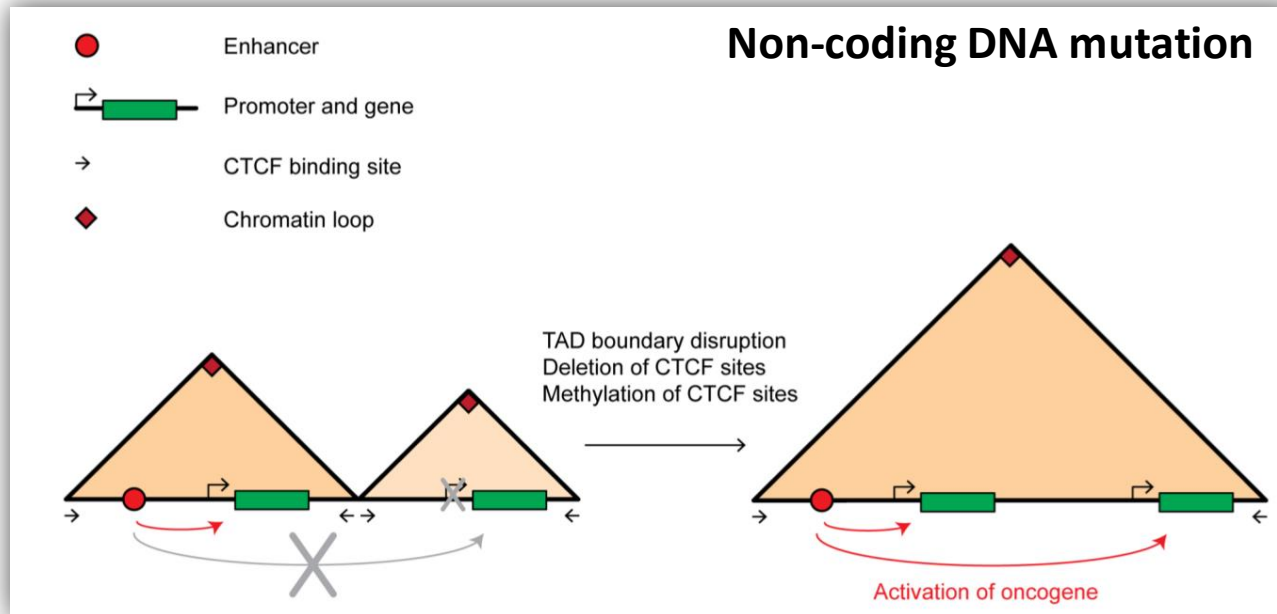 Non-coding DNA mutation
Enhancer
Promoter and gene
CTCF binding site
Chromatin loop
TAD boundary disruption
Deletion of CTCF sites
Methylation of CTCF sites
Activation of oncogene